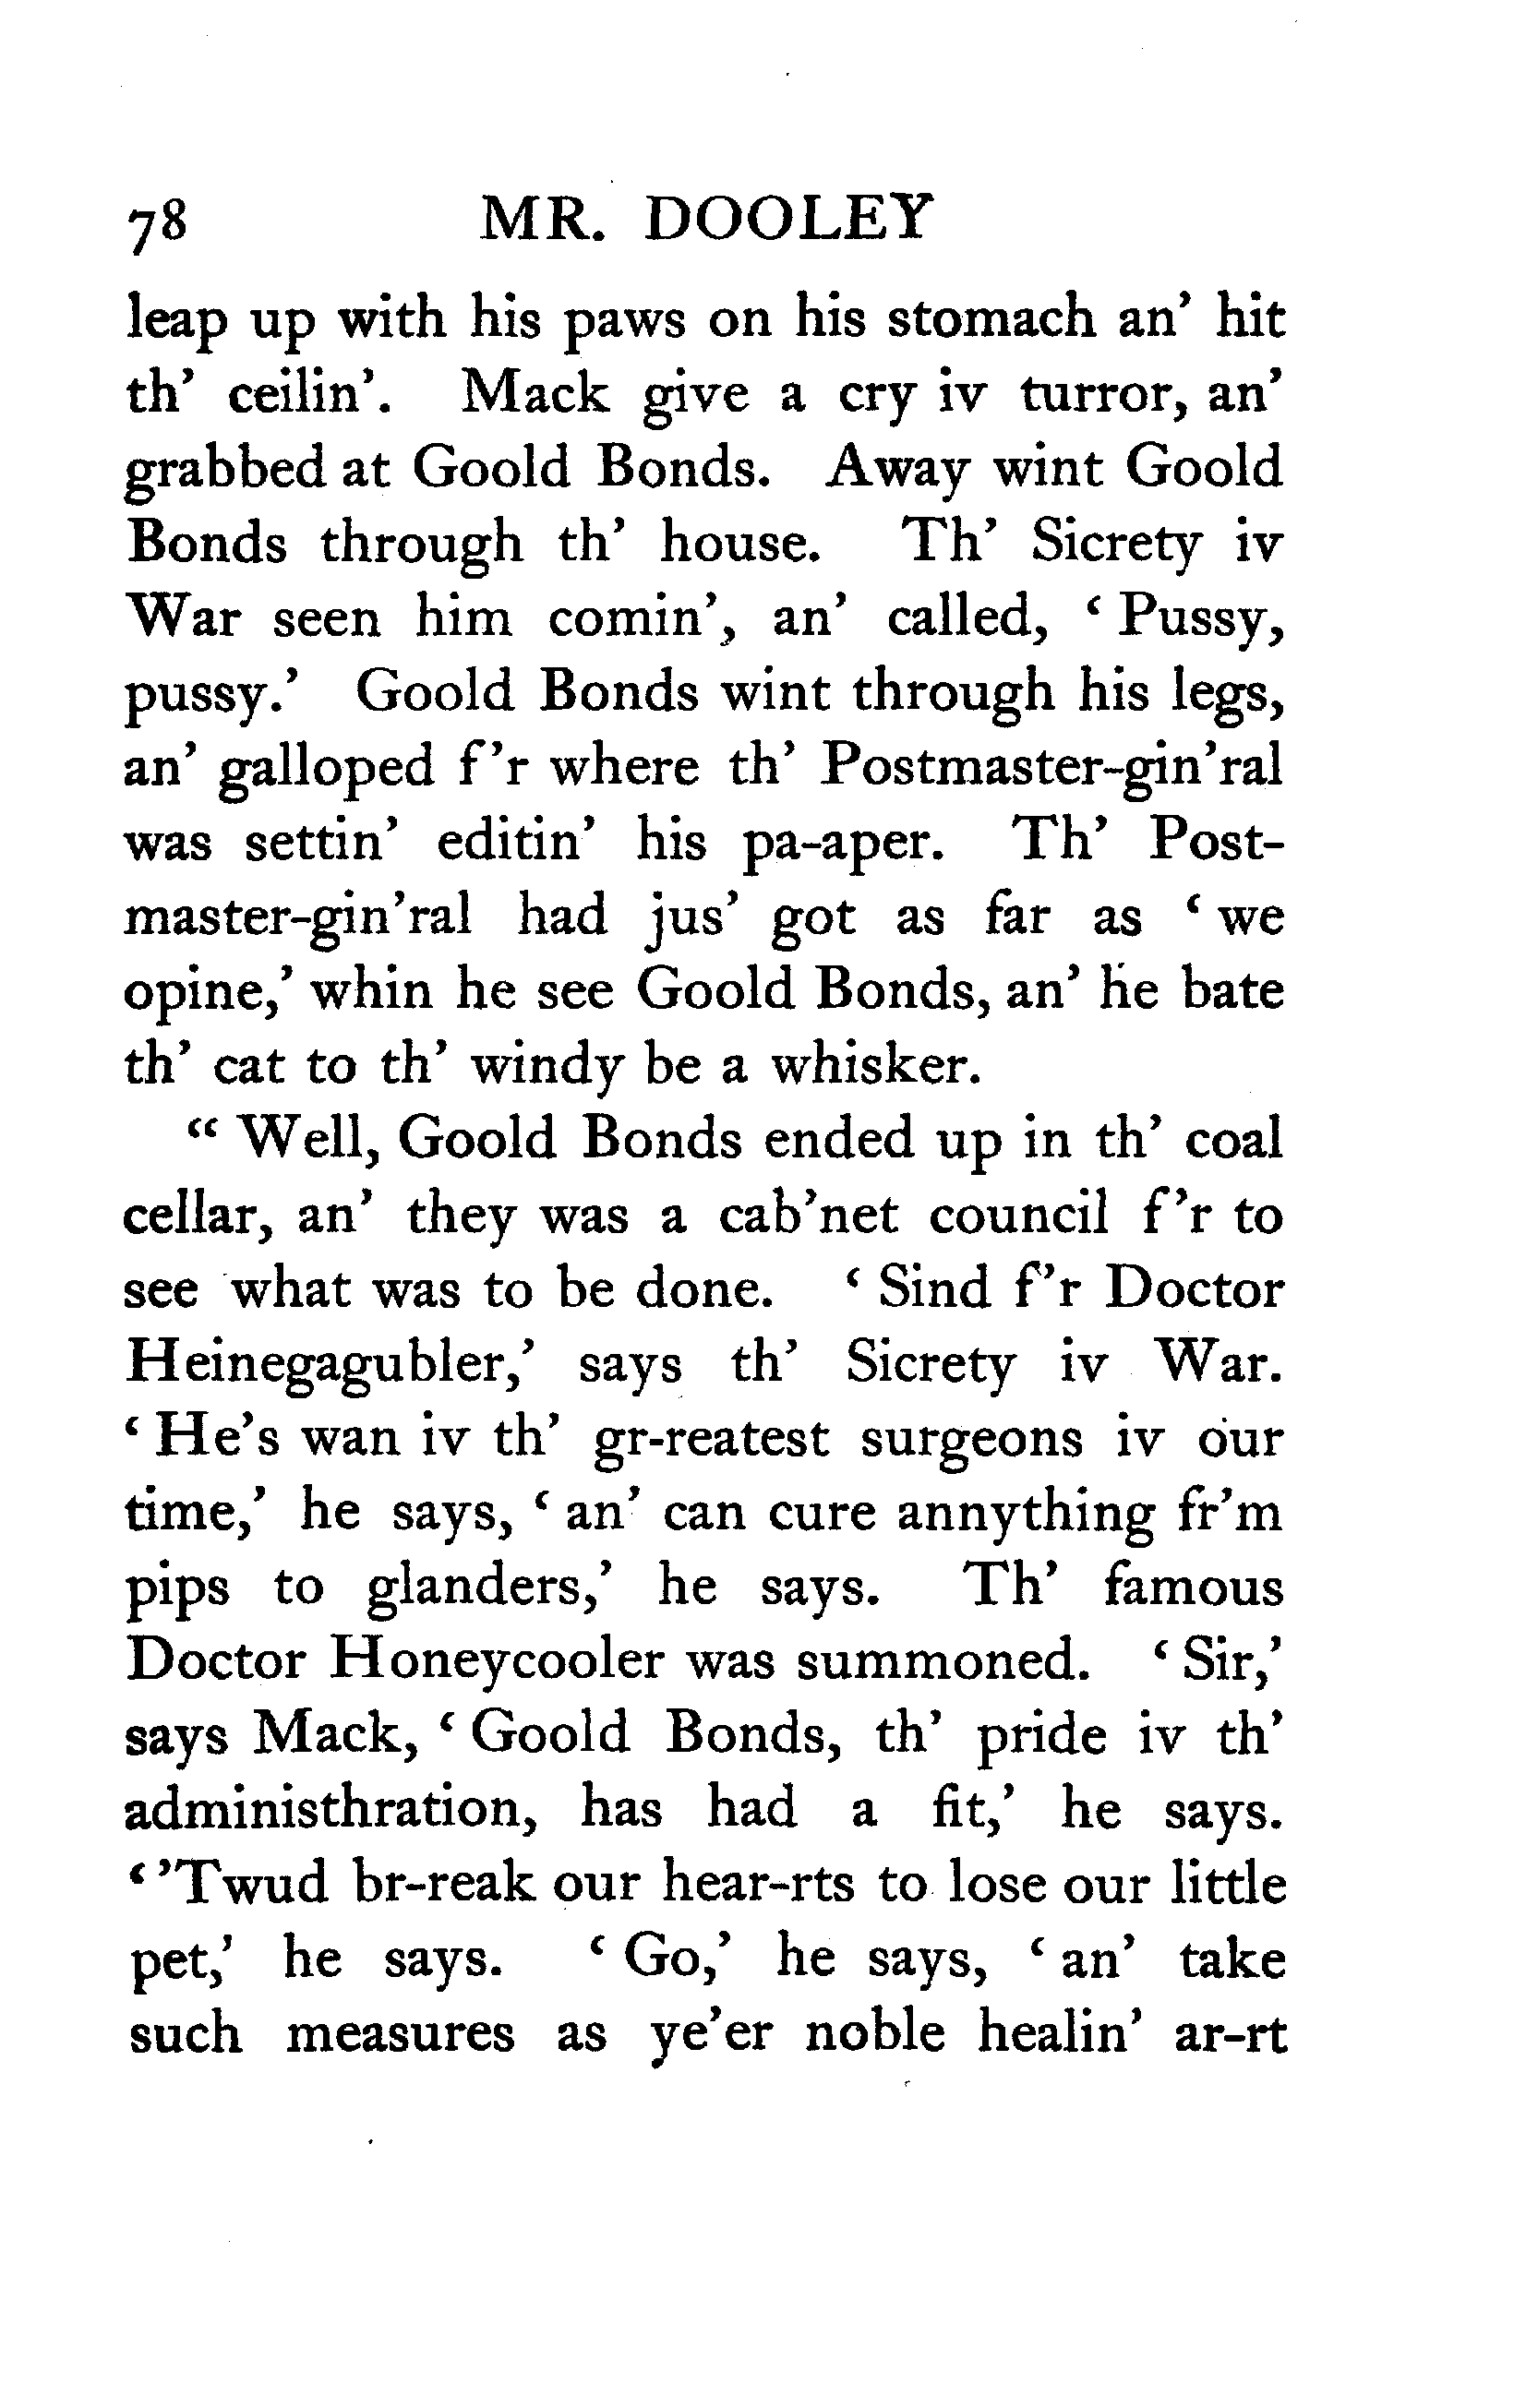 78 MR. DOOLEY
leap up with his paws on his stomach an’ hit
th’ ceilin’. Mack give a cry iv turror, an’
grabbed at Goold Bonds. Away wint Goold
Bonds through th’ house. Th’ Sicrety iv
War seen him comin’, an’ called, ‘ Pussy,
pussy.’ Goold Bonds wint through his legs,
an’ galloped f’r where th’ Postmaster-gin’ral
was settin’ editin’ his pa-aper. Th’ Post-
master-gin’ral had jus’ got as far as ‘ we
opine,’ whin he see Goold Bonds, an’ he bate
th’ cat to th’ windy be a whisker.
“ Well, Goold Bonds ended up in th’ coal
cellar, an’ they was a cab’net council f’r to
see what was to be done. ‘ Sind f’r Doctor
Heinegagubler,’ says th’ Sicrety iv War.
‘ He’s wan iv th’ gr-reatest surgeons iv our
time,’ he says, ‘ an’ can cure annything fr’m
pips to glanders,’ he says. Th’ famous
Doctor Honeycooler was summoned. ‘ Sir,’
says Mack, ‘ Goold Bonds, th’ pride iv th’
administhration, has had a fit,’ he says.
‘ ’Twud br-reak our hear-rts to lose our little
pet,’ he says. ‘ Go,’ he says, ‘ an’ take
such measures as ye’er noble healin’ ar-rt